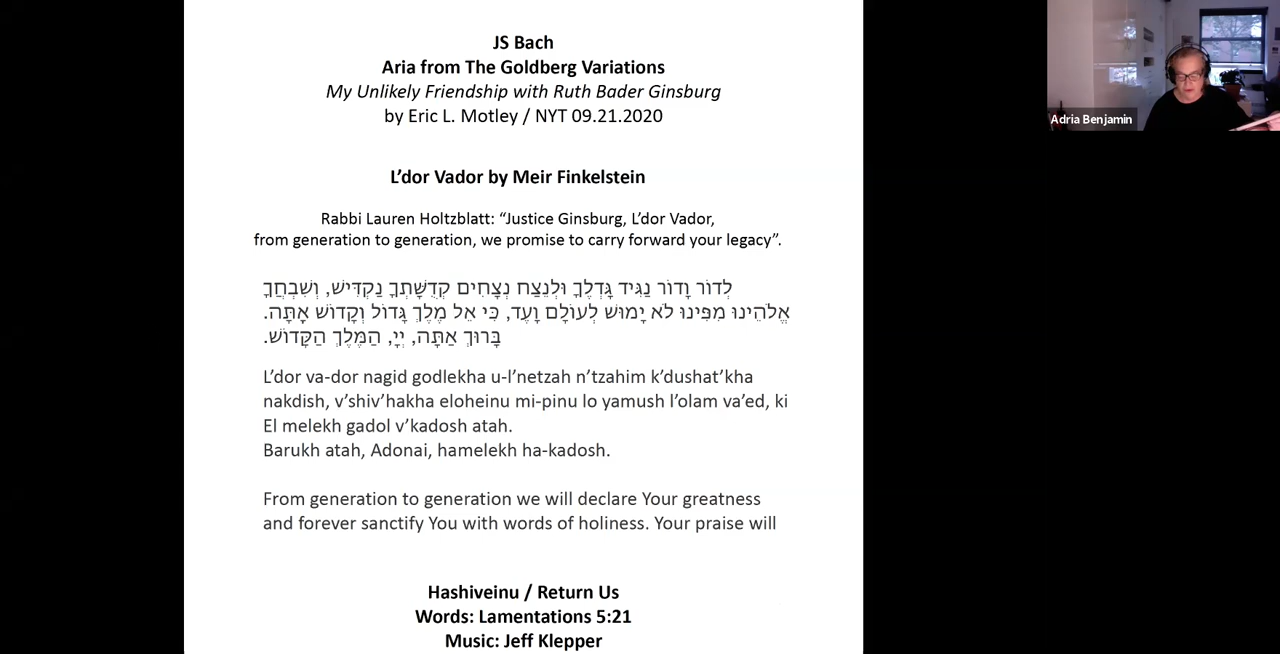 JS Bach
Aria from The Goldberg Variations
My Unlikely Friendship with Ruth Bader Ginsburg
by Eric L. Motley / NYT 09.21.2020
L’dor Vador by Meir Finkelstein
Rabbi Lauren Holtzblatt: “Justice Ginsburg, L’dor Vador,
from generation to generation, we promise to carry forward your legacy”.
לְדוֹר וָדוֹר נַגִּיד גָּדְלֶךָ וּלְנֵצַח נְצָחִים קְדֻשָּׁתְךָ נַקְדִּישׁ, וְשִׁבְחֲךָ
אֱלֹהֵינוּ מִפִּינוּ לֹא יָמוּשׁ לְעוֹלָם וָעֶד, כִּי אֵל מֶלֶךְ גָּדוֹל וְקָדוֹשׁ אָתָּה.
בָּרוּךְ אַתָּה, יְיָ, הַמֶּלֶךְ הַקָּדוֹשׁ.
L’dor va-dor nagid godlekha u-l’netzah n’tzahim k’dushat’kha
nakdish, v’shiv’hakha eloheinu mi-pinu lo yamush l’olam va’ed, ki
El melekh gadol v’kadosh atah.
Barukh atah, Adonai, hamelekh ha-kadosh.
From generation to generation we will declare Your greatness
and forever sanctify You with words of holiness. Your praise will
Hashiveinu / Return Us
Words: Lamentations 5:21
Music: Jeff Klepper
Adria Benjamin